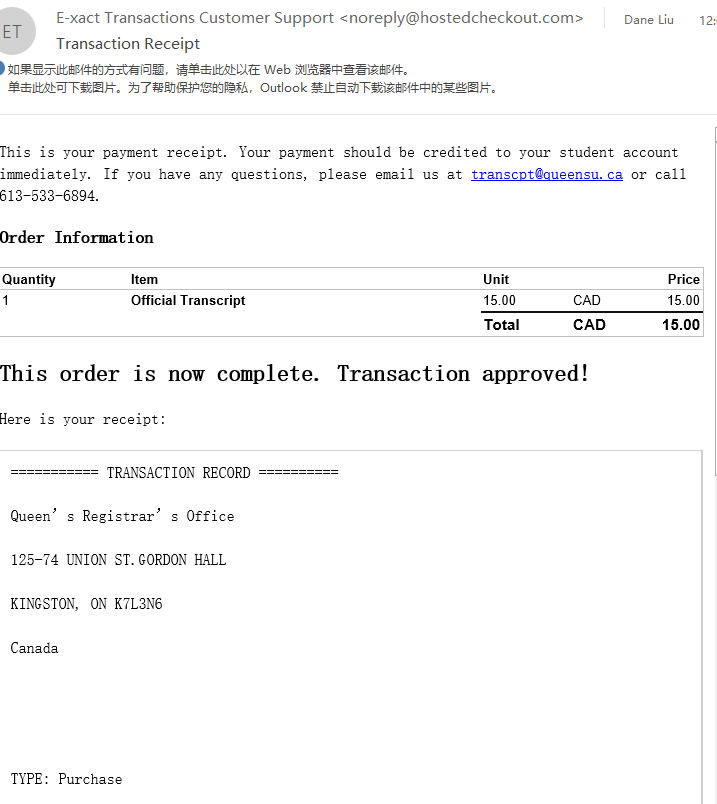 ET
E-xact Transactions Customer Support <noreply@hostedcheckout.com>
Dane Liu
12:
Transaction Receipt
如果显示此邮件的方式有问题，请单击此处以在 Web 浏览器中查看该邮件。
单击此处可下载图片。为了帮助保护您的隐私，Outlook 禁止自动下载该邮件中的某些图片。
This is your payment receipt. Your payment should be credited to your student account
immediately. If you have any questions, please email us at transcpt@queensu.ca or call
613-533-6894.
Order Information
Quantity Item Unit Price
1 Official Transcript 15.00 CAD 15.00
Total CAD 15.00
This order is now complete. Transaction approved!
Here is your receipt:
=========== TRANSACTION RECORD ==========
Queen’s Registrar’s Office
125-74 UNION ST.GORDON HALL
KINGSTON, ON K7L3N6
Canada
TYPE: Purchase